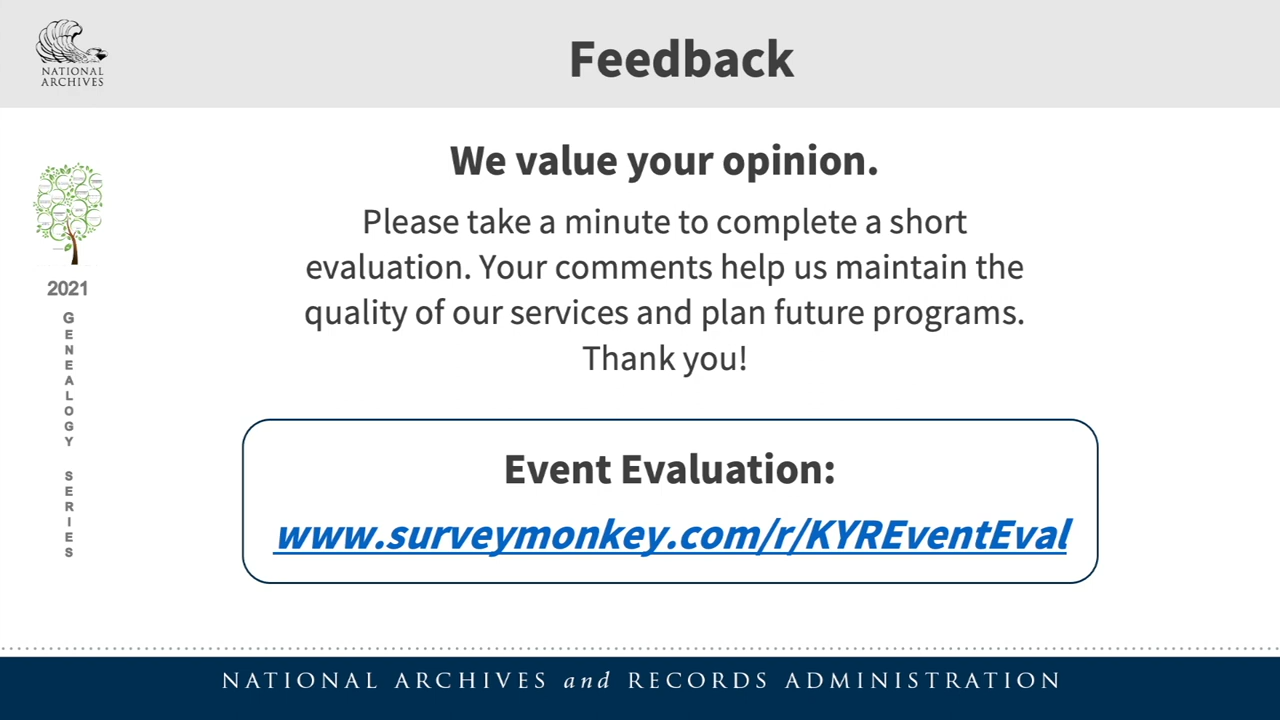 NATIONAL
ARCHIVES
Feedback
We value your opinion.
Please take a minute to complete a short
evaluation. Your comments help us maintain the
quality of our services and plan future programs.
Thank you!
2021
GENEALOGY
SERIES
Event Evaluation:
www.surveymonkey.com/r/KYREventEval
NATIONAL ARCHIVES and RECORDS ADMINISTRATION